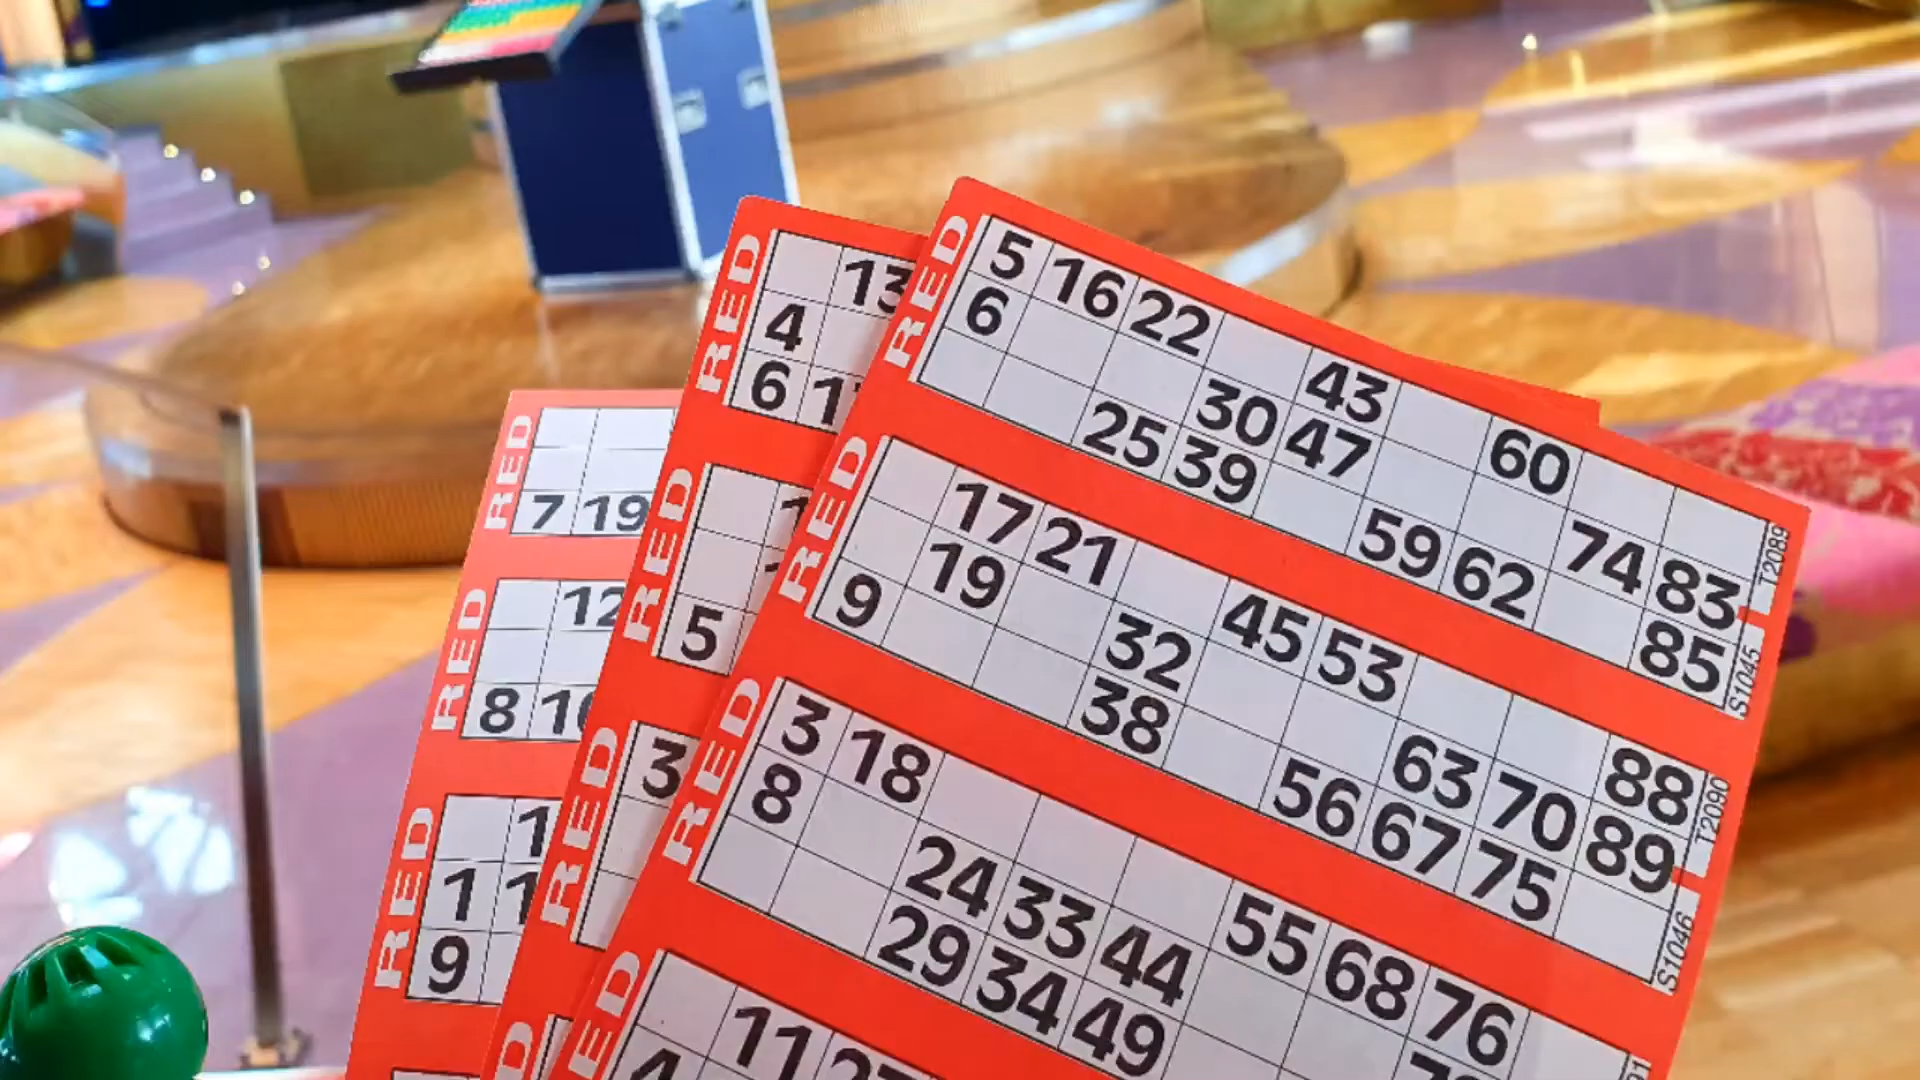 RED
7 19
RED
12
8
RED
1
9
RED
13
4
6
RED
5
RED
3
RED
RED
5 16 22 43 60
6 30 47 74 83
25 39 59 62 85
T2089
S1045
RED
17 21 45 53 88
19 32 63 70 89
9 38 56 67 75
T2090
S1046
RED
3 18 55 68 76
8 24 33 44
29 34 49
RED
11 27
4